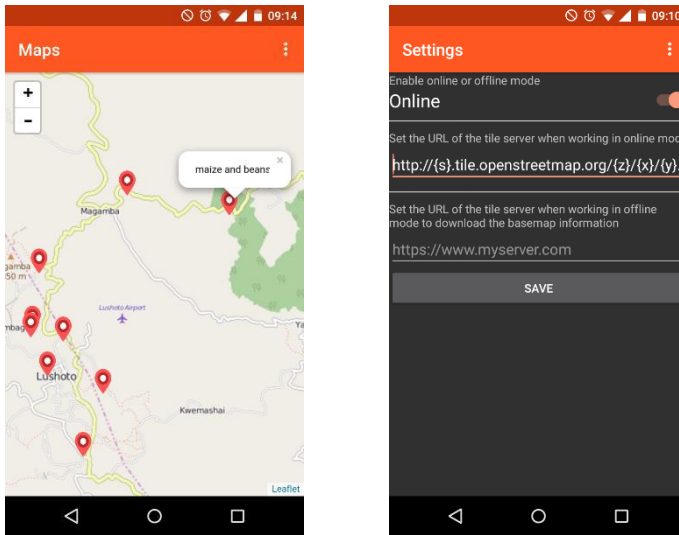 09:14
Maps
+
-
maize and beans
×
Magamba
gamba
50 m
Lushoto Airport
mbag
Ya
Lushoto
Kwemashai
Leaflet
09:10
Settings
Enable online or offline mode
Online
Set the URL of the tile server when working in online mod
http://{s}.tile.openstreetmap.org/{z}/{x}/{y}.
Set the URL of the tile server when working in offline
mode to download the basemap information
https://www.myserver.com
SAVE